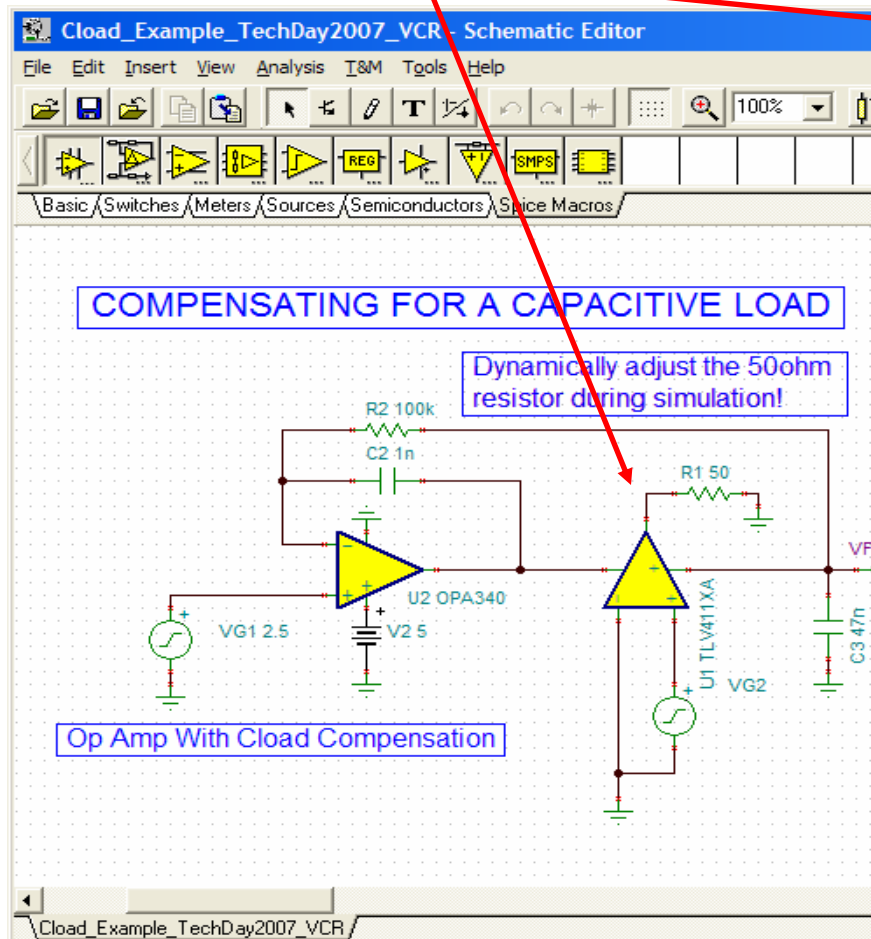 Cload_Example_TechDay2007_VCR - Schematic Editor
File Edit Insert View Analysis T&M Tools Help
T 100%
REG SMPS
Basic Switches Meters Sources Semiconductors Spice Macros
COMPENSATING FOR A CAPACITIVE LOAD
Dynamically adjust the 50ohm
resistor during simulation!
R2 100k
C2 1n
R1 50
VF
U2 OPA340
VG1 2.5
V2 5
U1 TLV411XA
VG2
C3 47n
Op Amp With Cload Compensation
Cload_Example_TechDay2007_VCR